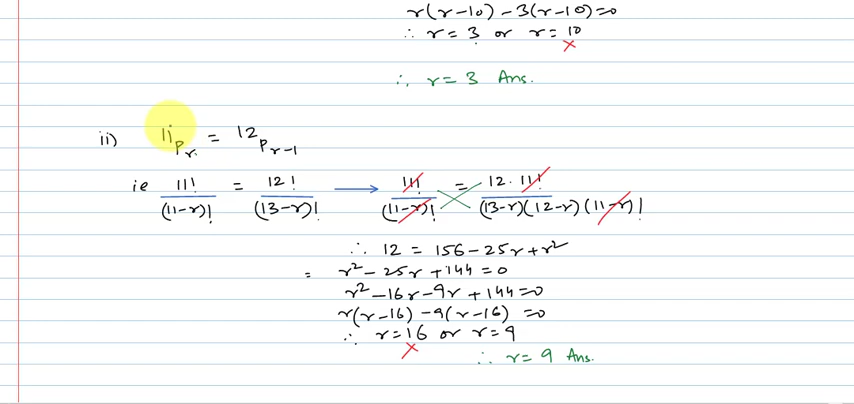 r(r-10) - 3(r-10)=0
∴ r = 3 or r = 10
×
∴ r = 3 Ans.
ii) 11Pr = 12Pr-1
ie 11!/(11-r)! = 12!/(13-r)! → 11!/(11-r)! = 12·11!/(13-r)(12-r)(11-r)!
∴ 12 = 156-25r+r²
= r²-25r+144=0
r²-16r-9r+144=0
r(r-16)-9(r-16)=0
∴ r=16 or r=9
×
∴ r=9 Ans.